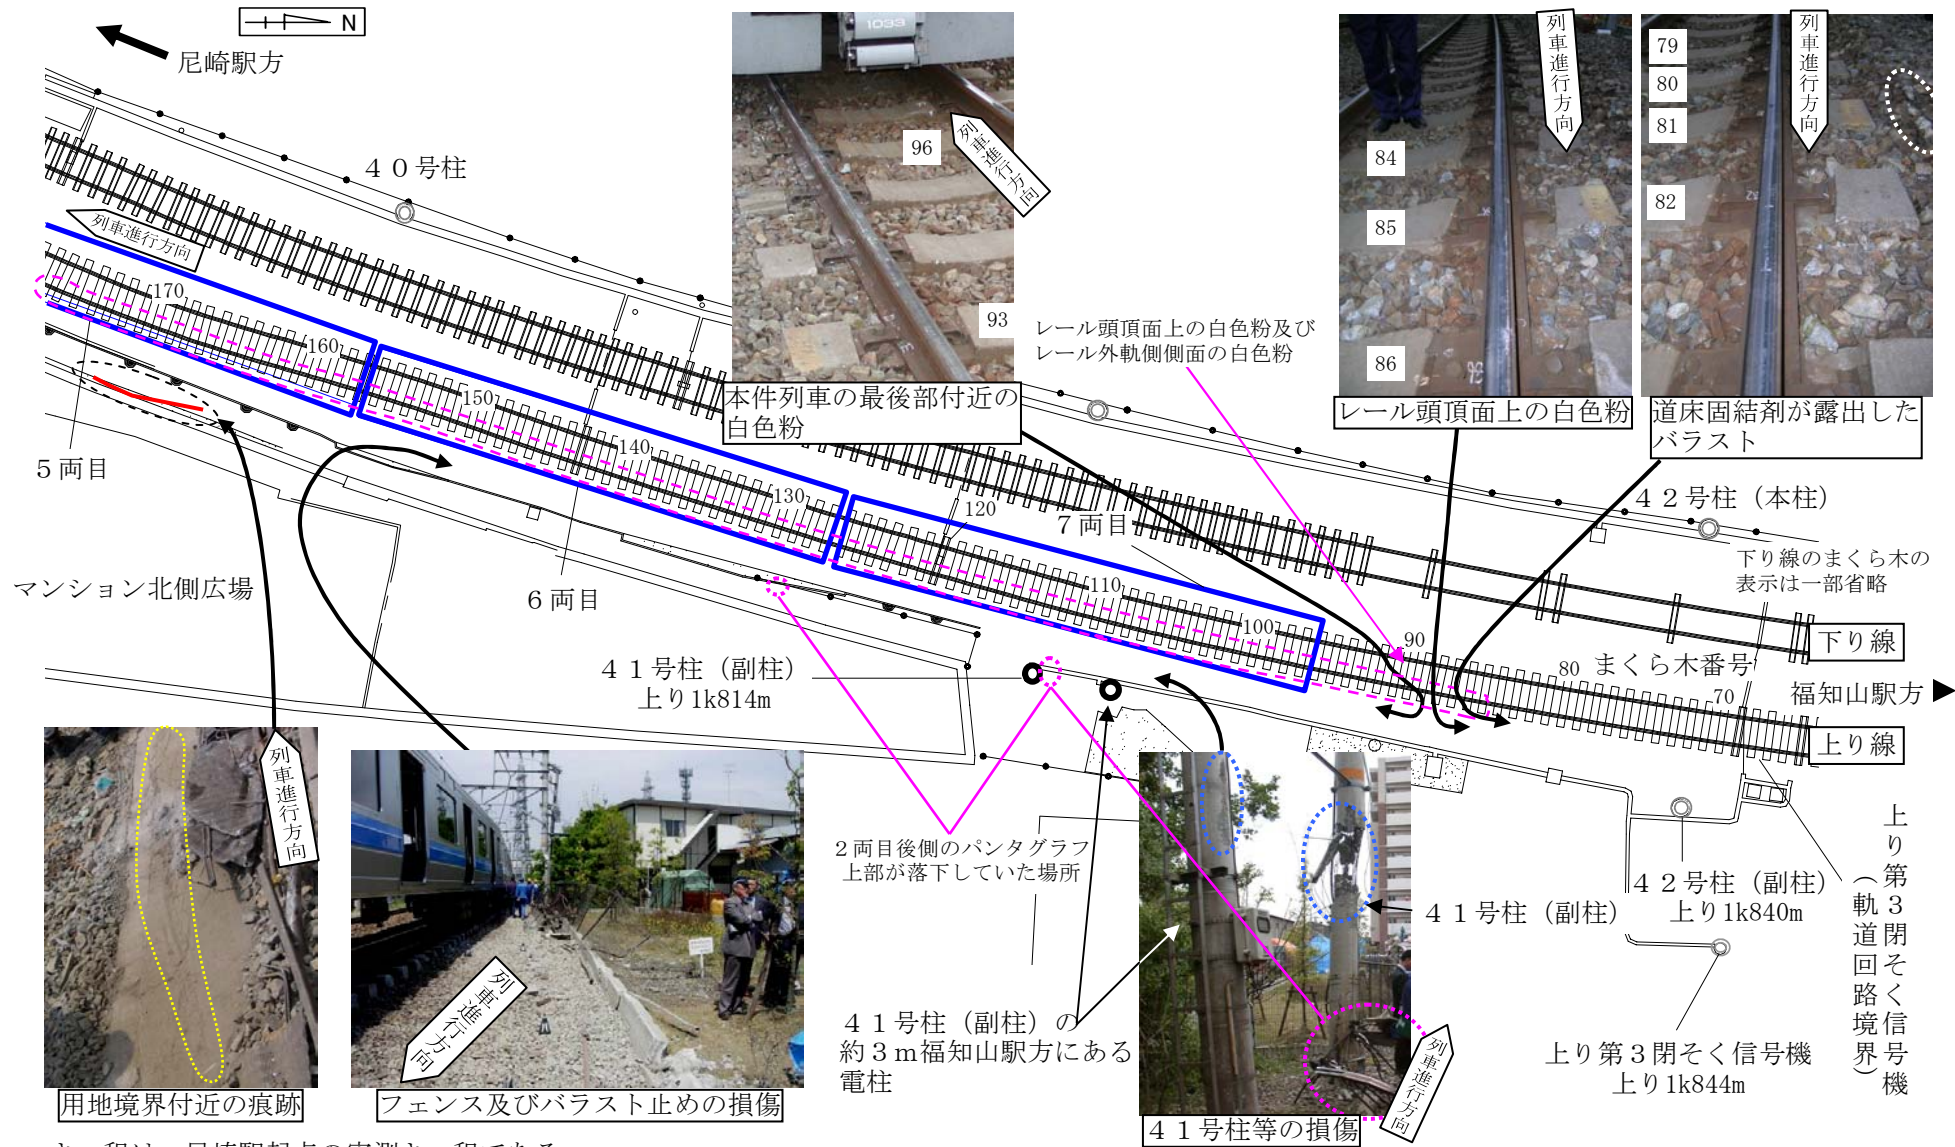 N
尼崎駅方
４０号柱
列車進行方向
170
160
150
140
130
120
110
100
90
80
まくら木番号
70
５両目
６両目
７両目
1033
96
93
列車進行方向
本件列車の最後部付近の
白色粉
レール頭頂面上の白色粉及び
レール外軌側側面の白色粉
84
85
86
列車進行方向
レール頭頂面上の白色粉
79
80
81
82
列車進行方向
道床固結剤が露出した
バラスト
４２号柱（本柱）
下り線のまくら木の
表示は一部省略
下り線
福知山駅方
上り線
マンション北側広場
４１号柱（副柱）
上り1k814m
２両目後側のパンタグラフ
上部が落下していた場所
４１号柱（副柱）の
約３ｍ福知山駅方にある
電柱
４１号柱（副柱）
４２号柱（副柱）
上り1k840m
上り第３閉そく信号機
上り1k844m
上り第３閉そく信号機
（軌道回路境界）
列車進行方向
用地境界付近の痕跡
列車進行方向
フェンス及びバラスト止めの損傷
列車進行方向
４１号柱等の損傷